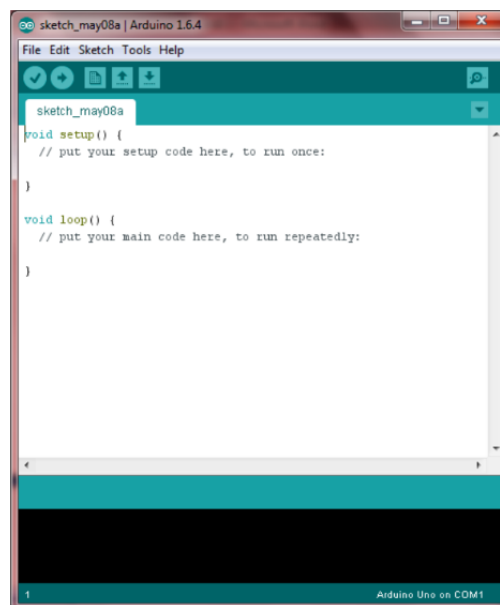 sketch_may08a | Arduino 1.6.4
File Edit Sketch Tools Help
sketch_may08a
void setup() {
// put your setup code here, to run once:
}
void loop() {
// put your main code here, to run repeatedly:
}
1 Arduino Uno on COM1